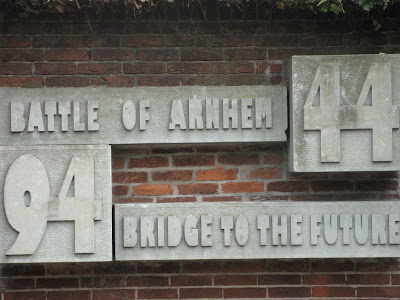 BATTLE OF ARNHEM 44
94 BRIDGE TO THE FUTURE